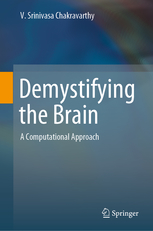 V. Srinivasa Chakravarthy
Demystifying
the Brain
A Computational Approach
Springer